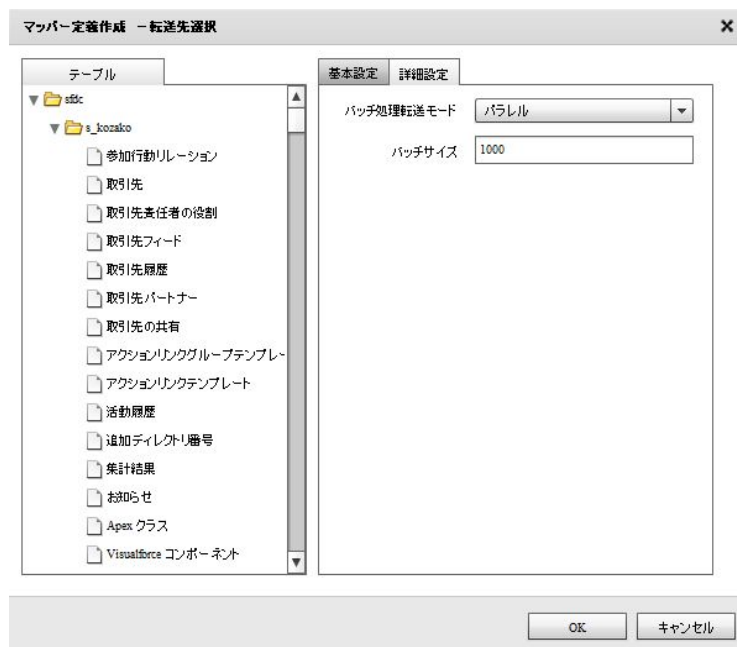 マッパー定義作成 －転送先選択
テーブル
sfdc
s_kozako
参加行動リレーション
取引先
取引先責任者の役割
取引先フィード
取引先履歴
取引先パートナー
取引先の共有
アクションリンクグループテンプレー
アクションリンクテンプレート
活動履歴
追加ディレクトリ番号
集計結果
お知らせ
Apex クラス
Visualforce コンポーネント
基本設定
詳細設定
バッチ処理転送モード パラレル
バッチサイズ 1000
OK
キャンセル